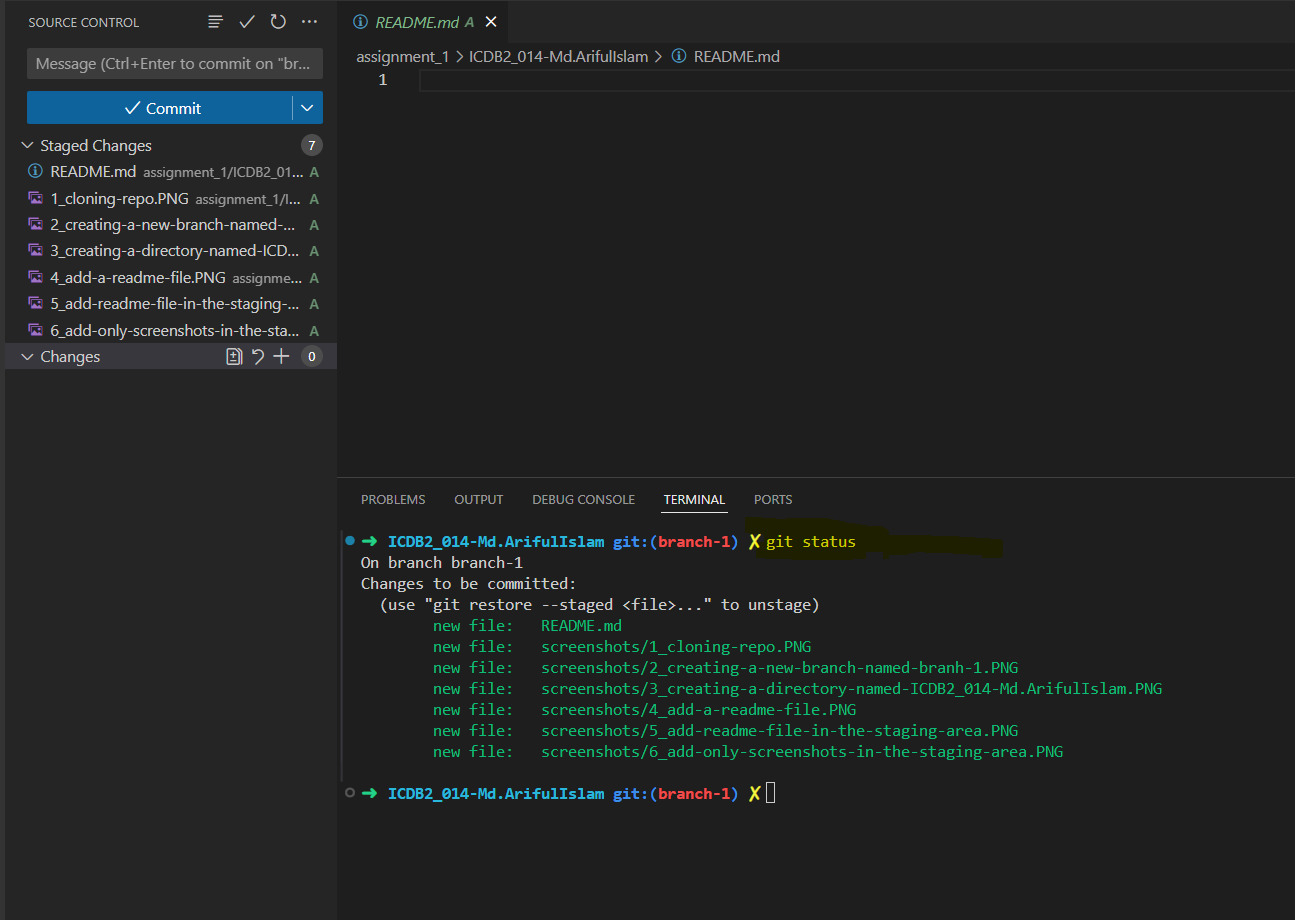 SOURCE CONTROL
Message (Ctrl+Enter to commit on "br...
Commit
Staged Changes 7
README.md assignment_1/ICDB2_01... A
1_cloning-repo.PNG assignment_1/I... A
2_creating-a-new-branch-named-... A
3_creating-a-directory-named-ICD... A
4_add-a-readme-file.PNG assignme... A
5_add-readme-file-in-the-staging-... A
6_add-only-screenshots-in-the-sta... A
Changes 0
README.md A
assignment_1 > ICDB2_014-Md.ArifulIslam > README.md
1
PROBLEMS OUTPUT DEBUG CONSOLE TERMINAL PORTS
➜ ICDB2_014-Md.ArifulIslam git:(branch-1) ✗ git status
On branch branch-1
Changes to be committed:
(use "git restore --staged <file>..." to unstage)
new file: README.md
new file: screenshots/1_cloning-repo.PNG
new file: screenshots/2_creating-a-new-branch-named-branh-1.PNG
new file: screenshots/3_creating-a-directory-named-ICDB2_014-Md.ArifulIslam.PNG
new file: screenshots/4_add-a-readme-file.PNG
new file: screenshots/5_add-readme-file-in-the-staging-area.PNG
new file: screenshots/6_add-only-screenshots-in-the-staging-area.PNG
➜ ICDB2_014-Md.ArifulIslam git:(branch-1) ✗